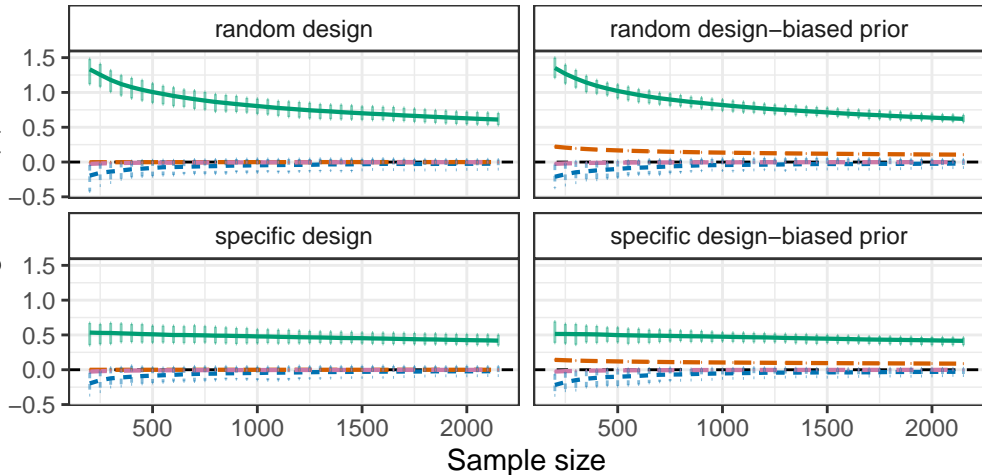 random design
random design−biased prior
1.5
1.0
0.5
0.0
−0.5
specific design
specific design−biased prior
1.5
1.0
0.5
0.0
−0.5
500 1000 1500 2000 500 1000 1500 2000
Sample size